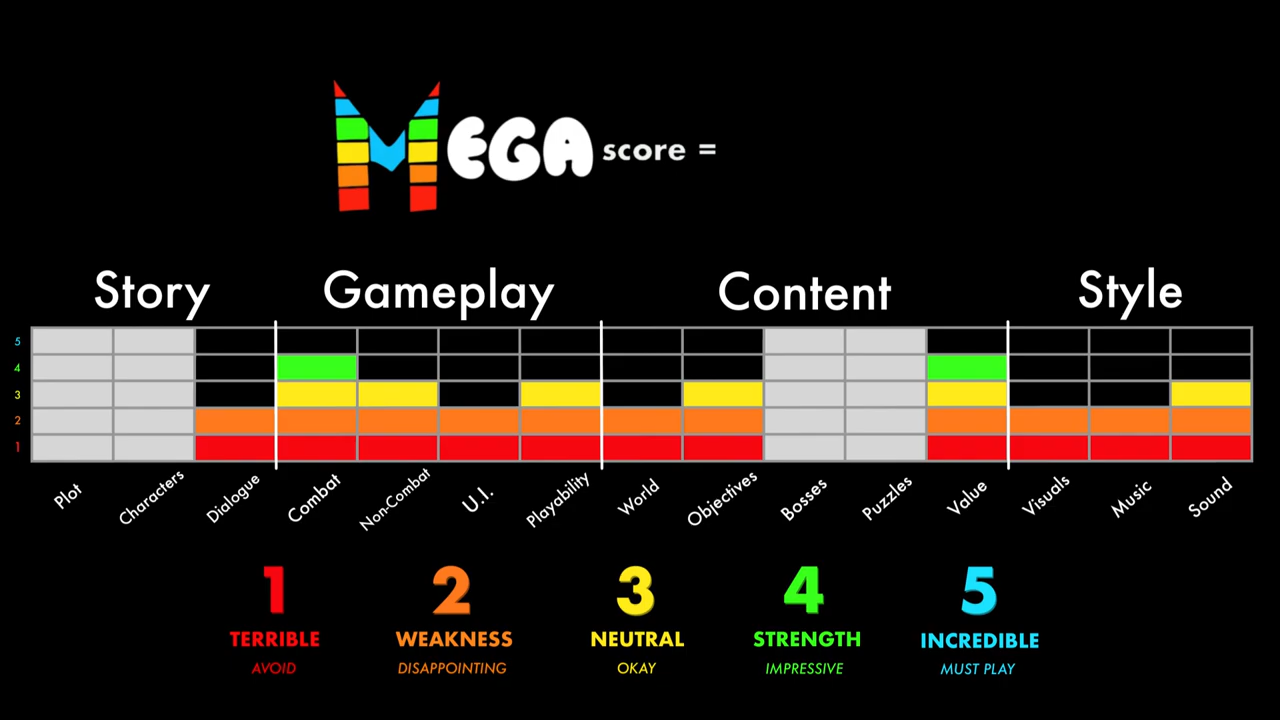 MEGA score =
Story Gameplay Content Style
5
4
3
2
1
Plot Characters Dialogue Combat Non-Combat U.I. Playability World Objectives Bosses Puzzles Value Visuals Music Sound
1 2 3 4 5
TERRIBLE WEAKNESS NEUTRAL STRENGTH INCREDIBLE
AVOID DISAPPOINTING OKAY IMPRESSIVE MUST PLAY